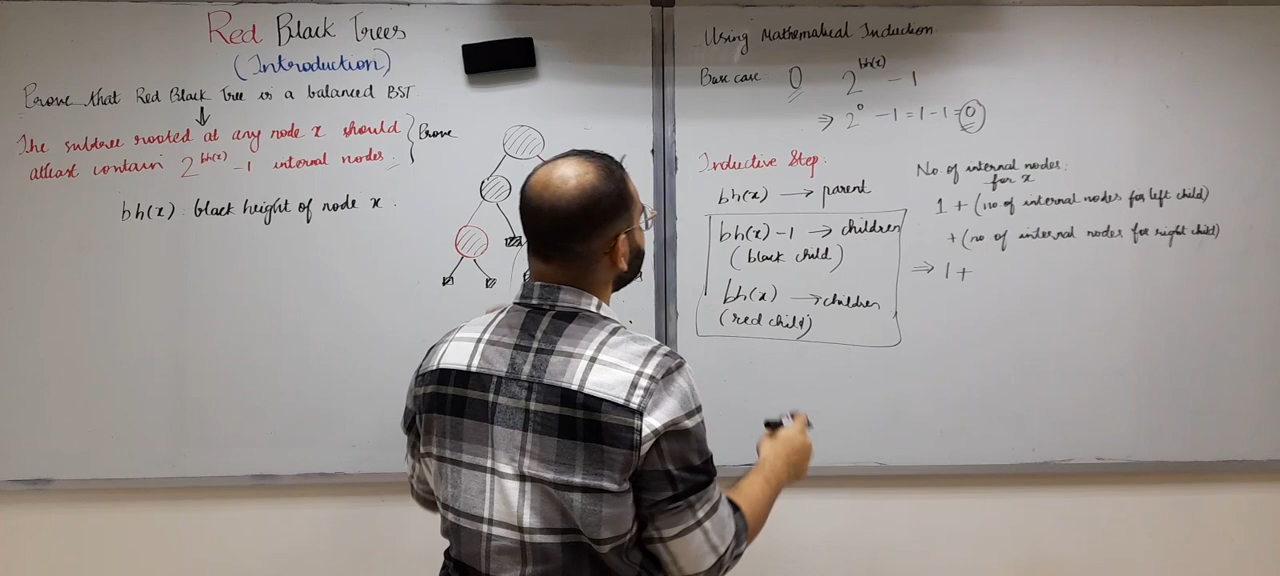 Red Black Trees
(Introduction)
Prove that Red Black Tree is a balanced BST
The subtree rooted at any node x should
atleast contain 2^bh(x) - 1 internal nodes.
} Prove
bh(x) : black height of node x.
Using Mathematical Induction
Base case 0 2^bh(x) - 1
⇒ 2^0 - 1 = 1 - 1 = 0
Inductive Step:
bh(x) → parent
bh(x) - 1 → children
(black child)
bh(x) → children
(red child)
No of internal nodes:
for x
1 + (no of internal nodes for left child)
+ (no of internal nodes for right child)
⇒ 1 +